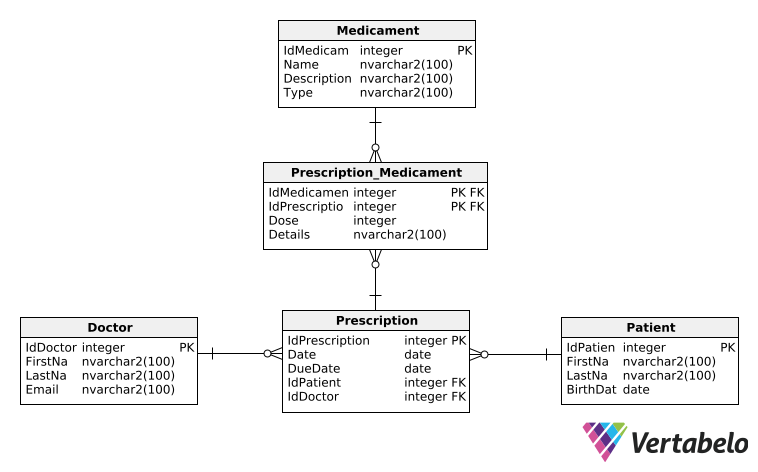 Medicament
IdMedicam integer PK
Name nvarchar2(100)
Description nvarchar2(100)
Type nvarchar2(100)
Prescription_Medicament
IdMedicamen integer PK FK
IdPrescriptio integer PK FK
Dose integer
Details nvarchar2(100)
Doctor
IdDoctor integer PK
FirstNa nvarchar2(100)
LastNa nvarchar2(100)
Email nvarchar2(100)
Prescription
IdPrescription integer PK
Date date
DueDate date
IdPatient integer FK
IdDoctor integer FK
Patient
IdPatien integer PK
FirstNa nvarchar2(100)
LastNa nvarchar2(100)
BirthDat date
Vertabelo